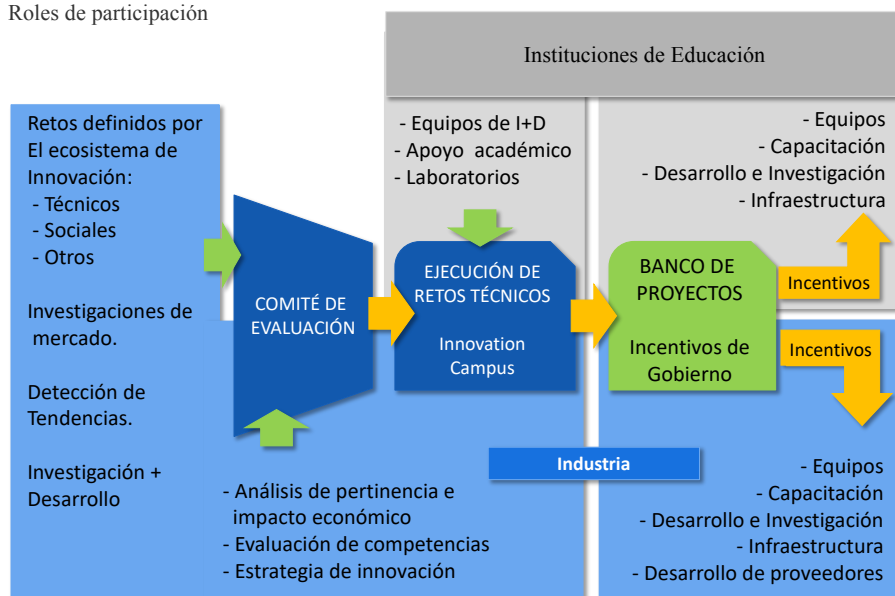 Roles de participación
Instituciones de Educación
Retos definidos por
El ecosistema de
Innovación:
- Técnicos
- Sociales
- Otros
Investigaciones de
mercado.
Detección de
Tendencias.
Investigación +
Desarrollo
COMITÉ DE
EVALUACIÓN
- Análisis de pertinencia e
impacto económico
- Evaluación de competencias
- Estrategia de innovación
- Equipos de I+D
- Apoyo académico
- Laboratorios
EJECUCIÓN DE
RETOS TÉCNICOS
Innovation
Campus
BANCO DE
PROYECTOS
Incentivos de
Gobierno
- Equipos
- Capacitación
- Desarrollo e Investigación
- Infraestructura
Incentivos
Incentivos
Industria
- Equipos
- Capacitación
- Desarrollo e Investigación
- Infraestructura
- Desarrollo de proveedores